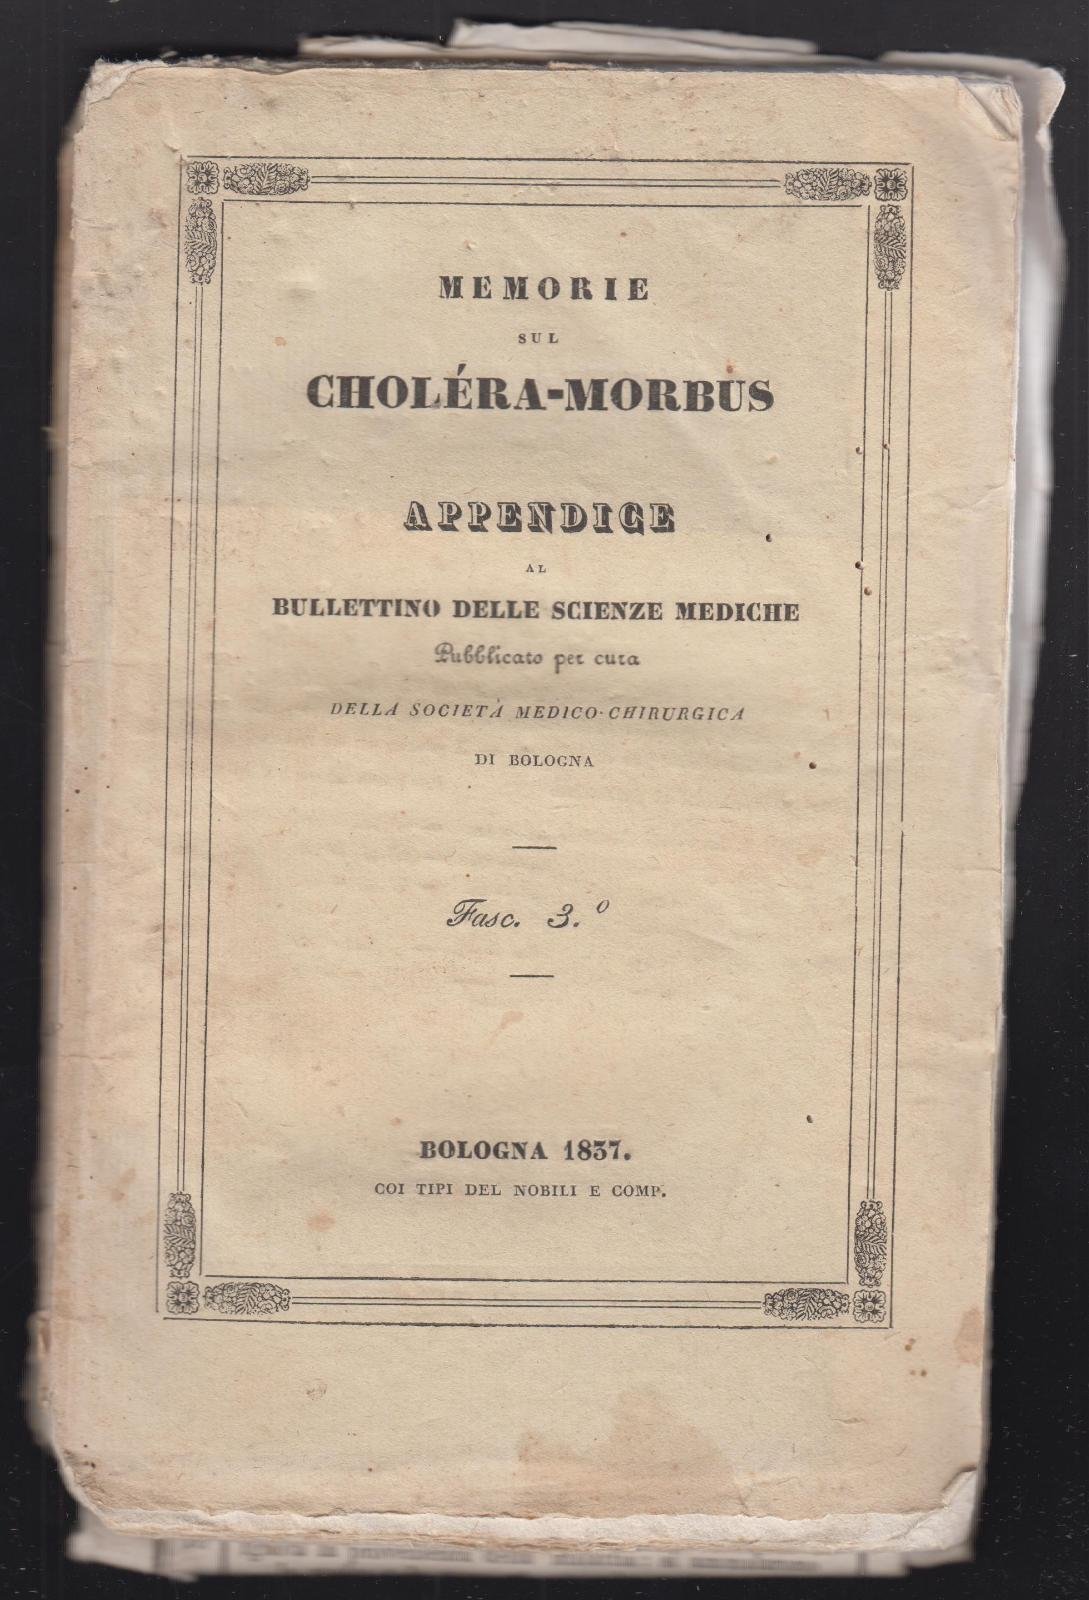 MEMORIE
SUL
CHOLÉRA-MORBUS
APPENDICE
AL
BULLETTINO DELLE SCIENZE MEDICHE
Pubblicato per cura
DELLA SOCIETÀ MEDICO-CHIRURGICA
DI BOLOGNA
Fasc. 3.º
BOLOGNA 1837.
COI TIPI DEL NOBILI E COMP.